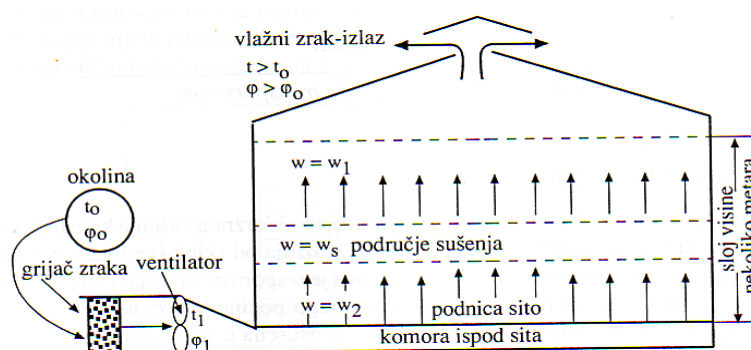 vlažni zrak-izlaz
t > t₀
φ > φ₀
w = w₁
okolina
t₀
φ₀
w = wₛ područje sušenja
grijač zraka
ventilator
w = w₂
podnica sito
t₁
φ₁
komora ispod sita
sloj visine
nekoliko metara